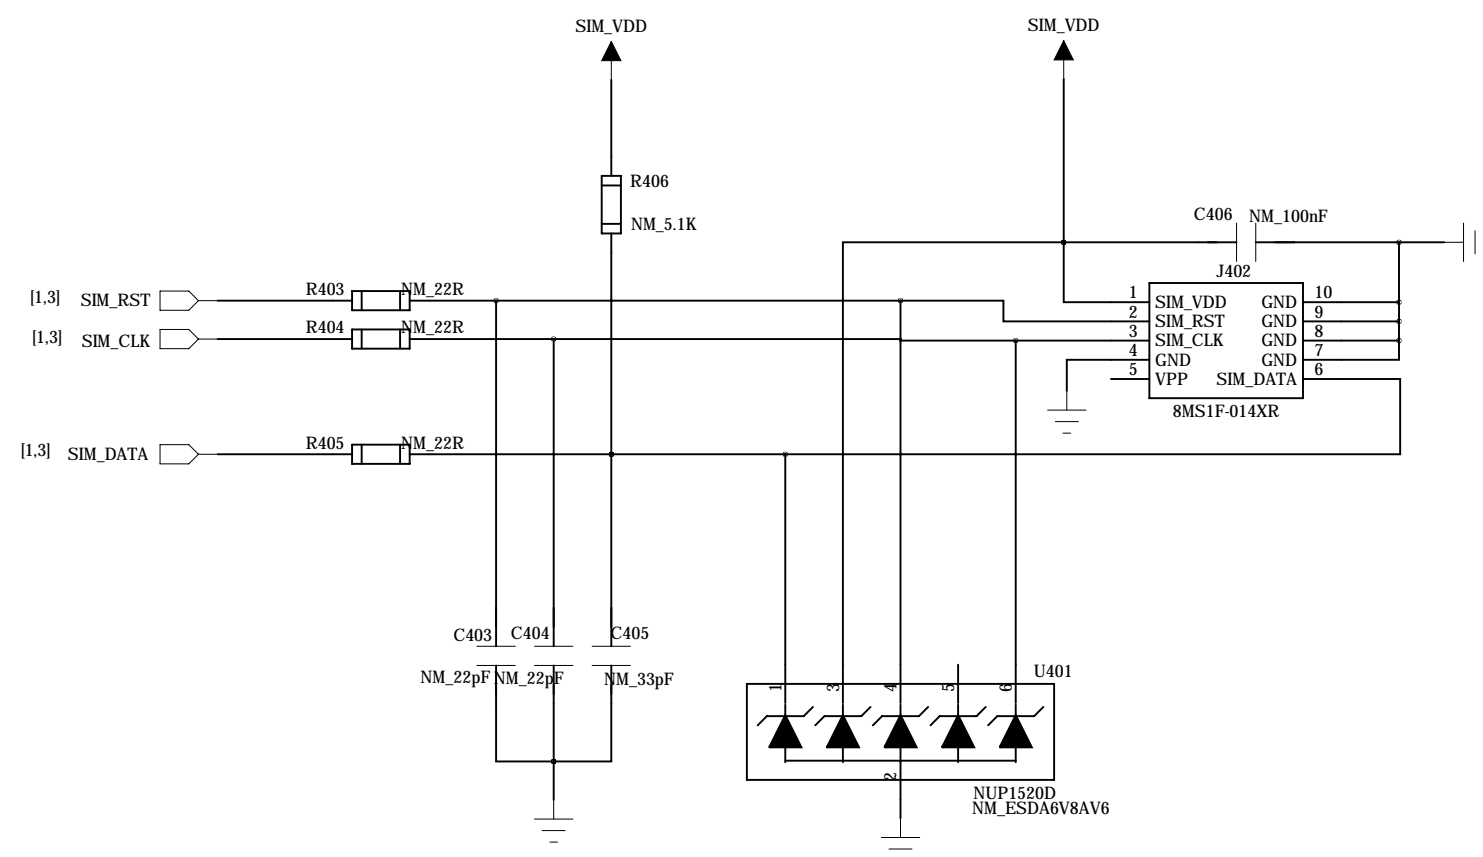 SIM_VDD
SIM_VDD
R406
NM_5.1K
C406 NM_100nF
J402
[1,3] SIM_RST R403 NM_22R
[1,3] SIM_CLK R404 NM_22R
1 SIM_VDD GND 10
2 SIM_RST GND 9
3 SIM_CLK GND 8
4 GND GND 7
5 VPP SIM_DATA 6
8MS1F-014XR
[1,3] SIM_DATA R405 NM_22R
C403 C404 C405
NM_22pF NM_22pF NM_33pF
U401
1 3 4 5 6
2
NUP1520D
NM_ESDA6V8AV6